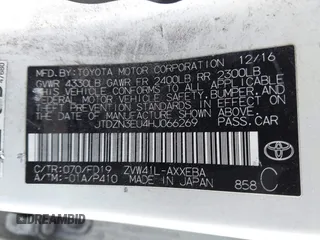 MFD.BY:TOYOTA MOTOR CORPORATION 12/16
GVWR 4330LB GAWR FR 2400LB RR 2300LB
THIS VEHICLE CONFORMS TO ALL APPLICABLE
FEDERAL MOTOR VEHICLE SAFETY, BUMPER, AND
THEFT PREVENTION STANDARDS IN EFFECT ON
THE DATE OF MANUFACTURE SHOWN ABOVE.
JTDZN3EU4HJ066269 PASS.CAR
C/TR:070/FD19 ZVW41L-AXXEBA
A/TM:-01A/P410 MADE IN JAPAN 858 C
TOYOTA